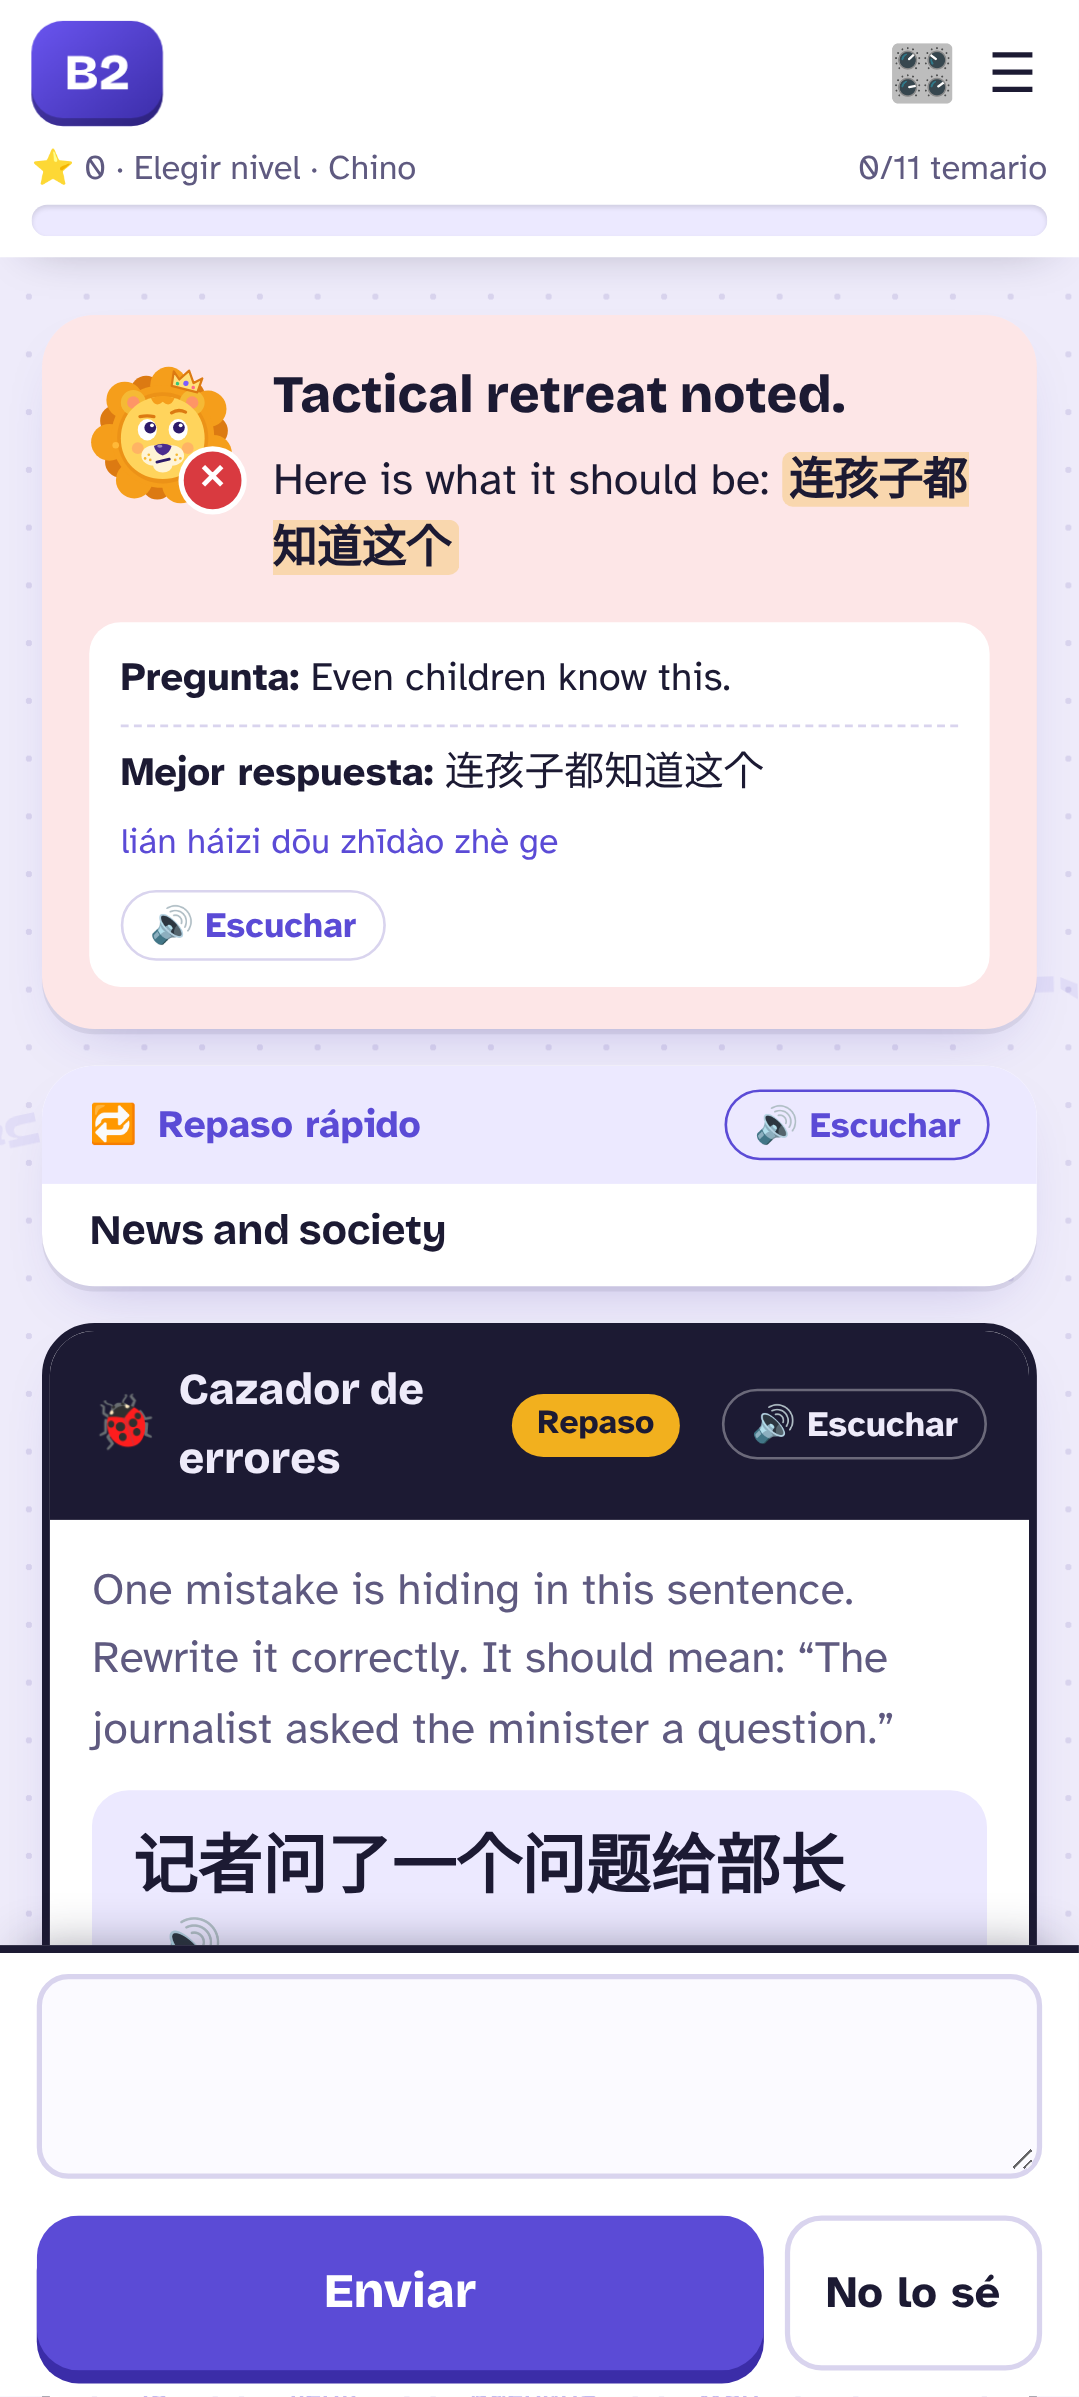 B2
⭐ 0 · Elegir nivel · Chino
0/11 temario
Tactical retreat noted.
Here is what it should be: 连孩子都
知道这个
Pregunta: Even children know this.
Mejor respuesta: 连孩子都知道这个
lián háizi dōu zhīdào zhè ge
🔊 Escuchar
🔁 Repaso rápido
🔊 Escuchar
News and society
🐞 Cazador de
errores
Repaso
🔊 Escuchar
One mistake is hiding in this sentence.
Rewrite it correctly. It should mean: “The
journalist asked the minister a question.”
记者问了一个问题给部长
Enviar
No lo sé